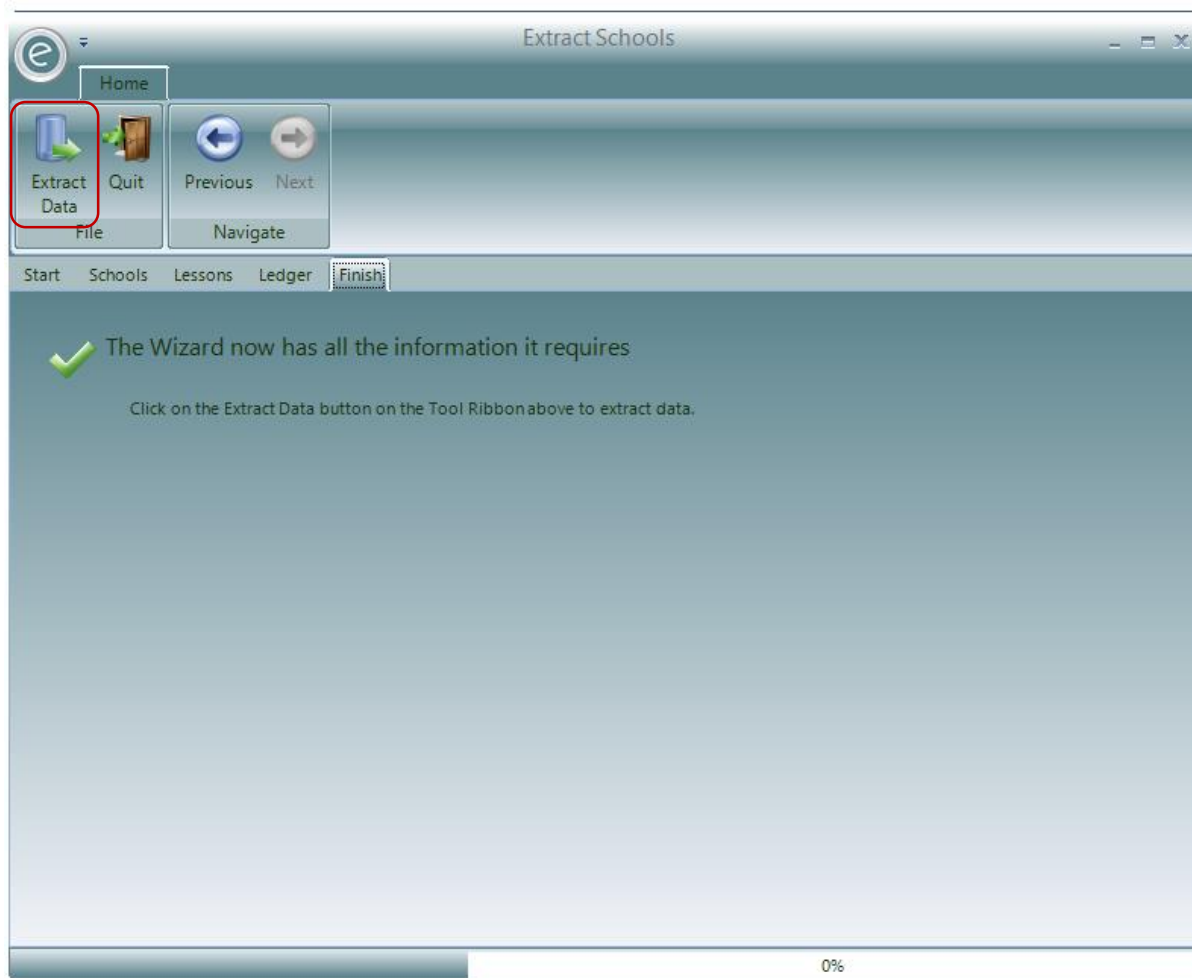 e
Extract Schools
Home
Extract Data
Quit
Previous
Next
File
Navigate
Start Schools Lessons Ledger Finish
The Wizard now has all the information it requires
Click on the Extract Data button on the Tool Ribbon above to extract data.
0%